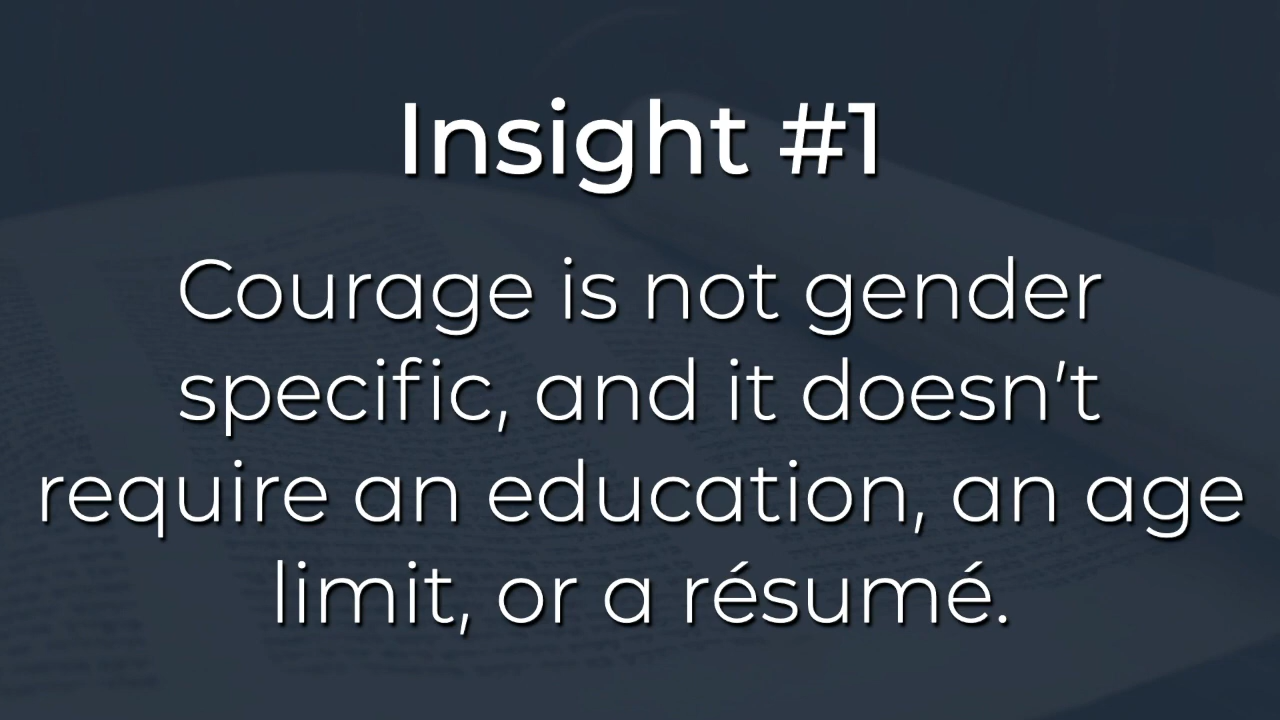 Insight #1
Courage is not gender
specific, and it doesn’t
require an education, an age
limit, or a résumé.